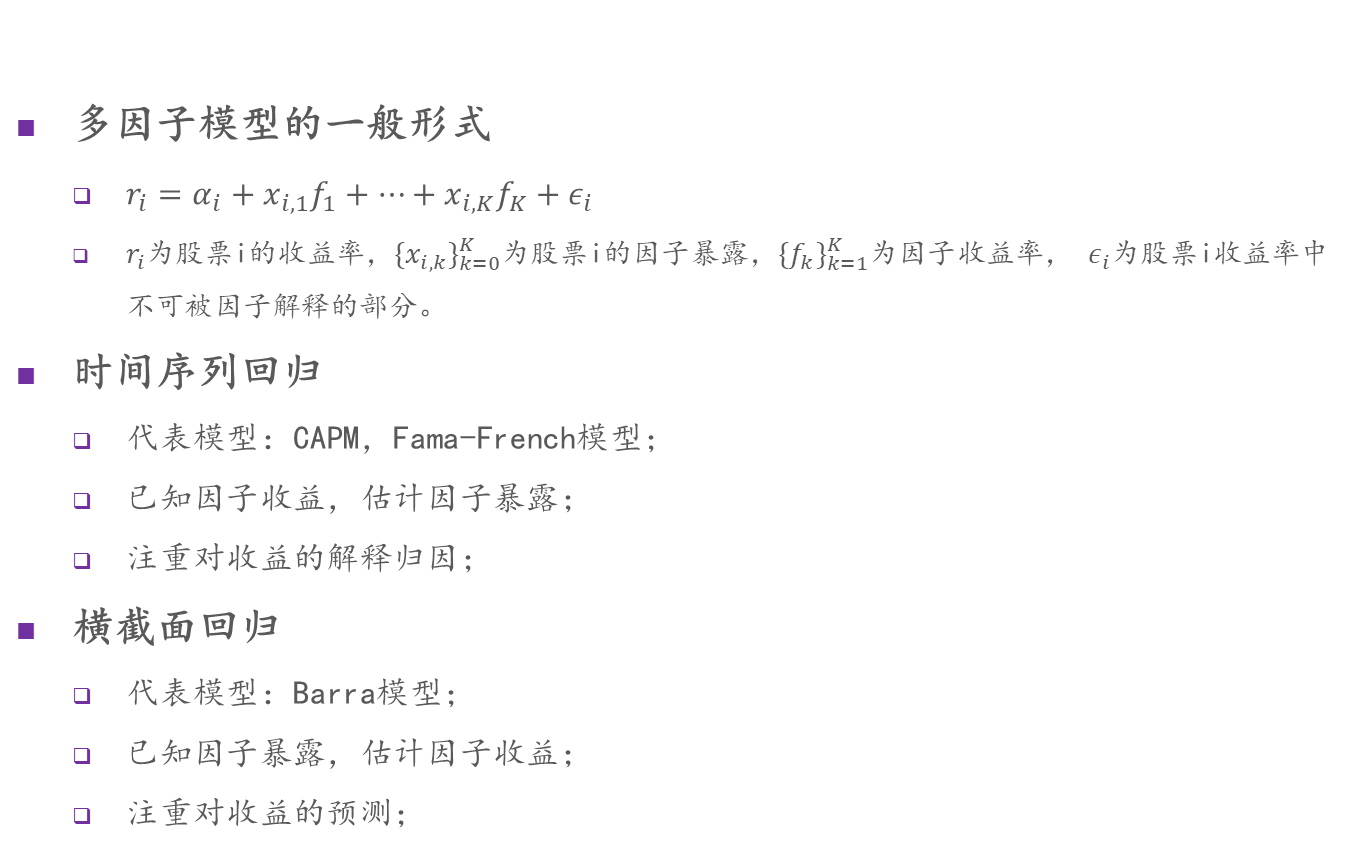 多因子模型的一般形式
r_i = α_i + x_{i,1} f_1 + ⋯ + x_{i,K} f_K + ϵ_i
r_i为股票i的收益率，{x_{i,k}}_{k=0}^K为股票i的因子暴露，{f_k}_{k=1}^K为因子收益率， ϵ_i为股票i收益率中
不可被因子解释的部分。
时间序列回归
代表模型：CAPM，Fama-French模型；
已知因子收益，估计因子暴露；
注重对收益的解释归因；
横截面回归
代表模型：Barra模型；
已知因子暴露，估计因子收益；
注重对收益的预测；